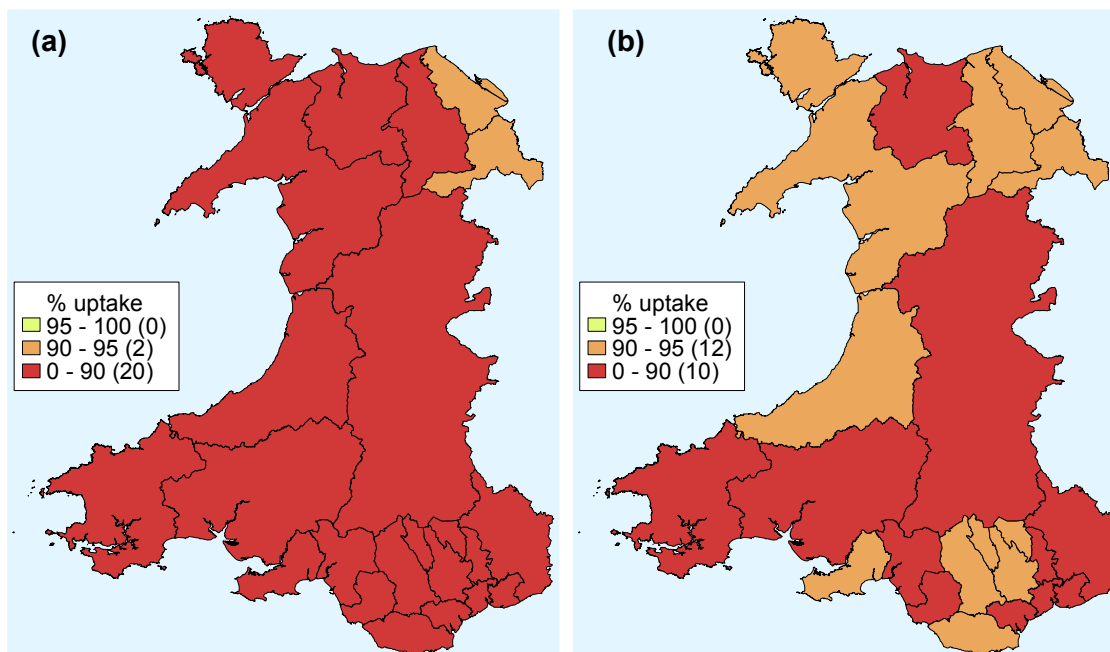 (a)
% uptake
95 - 100 (0)
90 - 95 (2)
0 - 90 (20)
(b)
% uptake
95 - 100 (0)
90 - 95 (12)
0 - 90 (10)